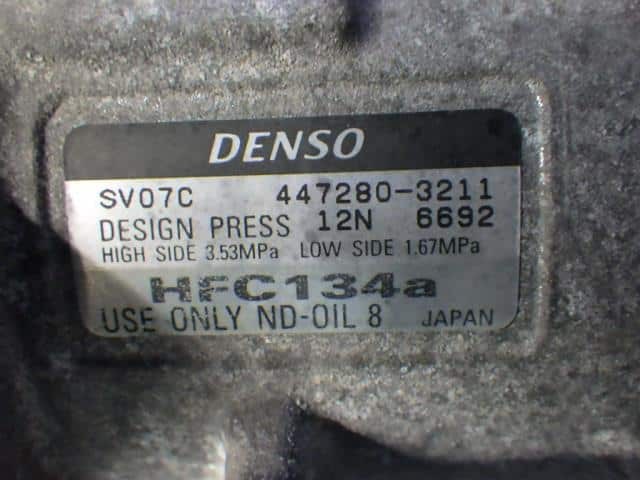 DENSO
SV07C 447280-3211
DESIGN PRESS 12N 6692
HIGH SIDE 3.53MPa LOW SIDE 1.67MPa
HFC134a
USE ONLY ND-OIL 8 JAPAN